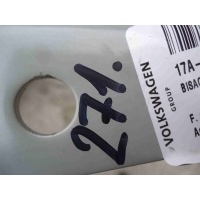 271.
VOLKSWAGEN
GROUP
17A-
BISAG
F.